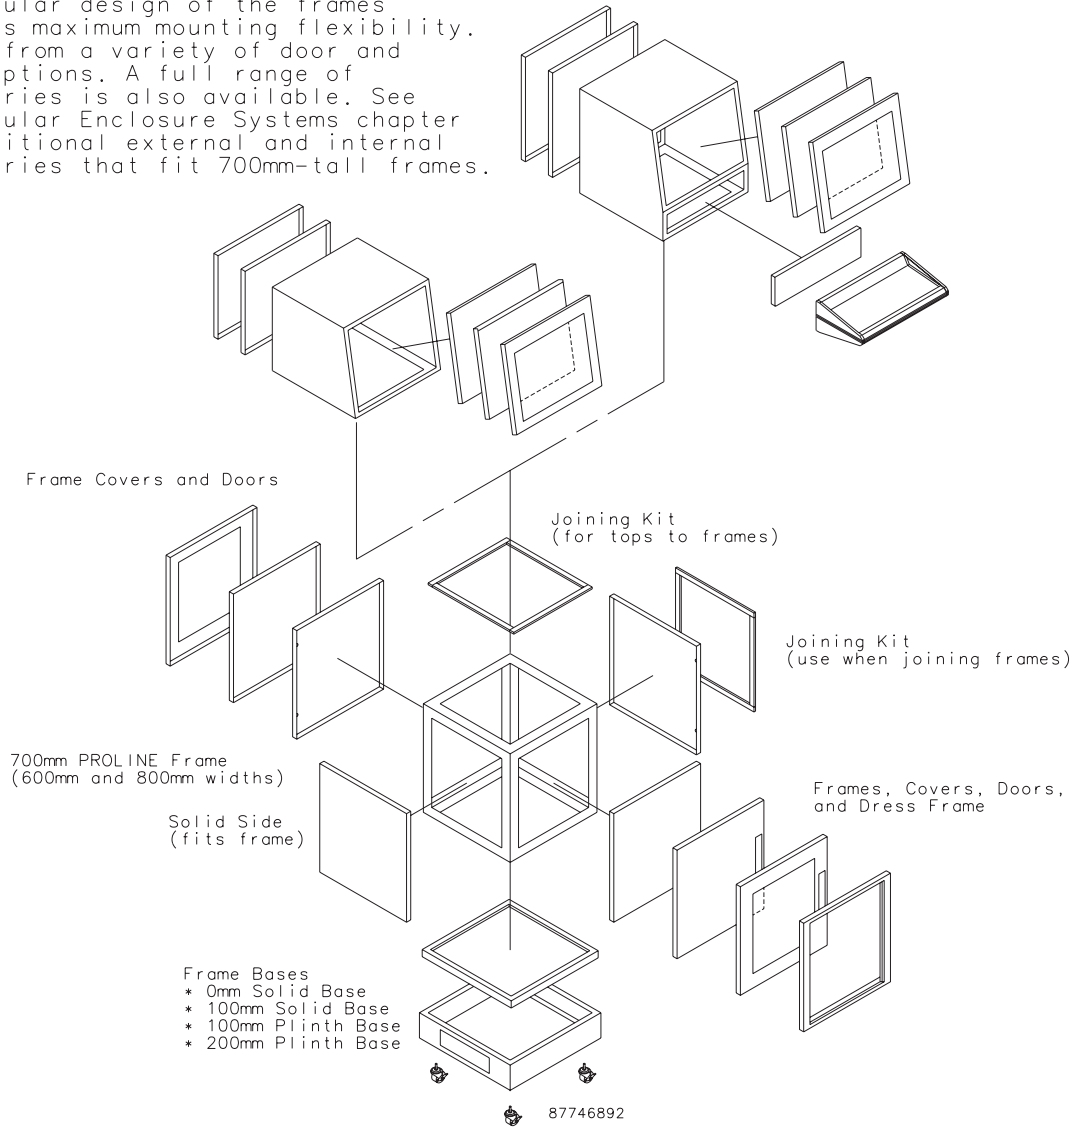 ular design of the frames
s maximum mounting flexibility.
from a variety of door and
ptions. A full range of
ries is also available. See
ular Enclosure Systems chapter
itional external and internal
ries that fit 700mm-tall frames.
Frame Covers and Doors
Joining Kit
(for tops to frames)
Joining Kit
(use when joining frames)
700mm PROLINE Frame
(600mm and 800mm widths)
Solid Side
(fits frame)
Frames, Covers, Doors,
and Dress Frame
Frame Bases
* 0mm Solid Base
* 100mm Solid Base
* 100mm Plinth Base
* 200mm Plinth Base
87746892